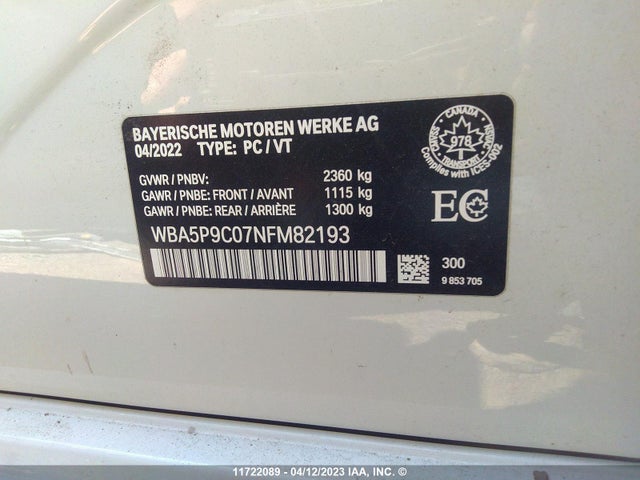 BAYERISCHE MOTOREN WERKE AG
04/2022 TYPE: PC/VT
GVWR / PNBV: 2360 kg
GAWR / PNBE: FRONT / AVANT 1115 kg
GAWR / PNBE: REAR / ARRIÈRE 1300 kg
WBA5P9C07NFM82193
CANADA
978
TRANSPORT
Complies with ICES-002
EC
300
9 853 705
11722089 - 04/12/2023 IAA, INC. ©